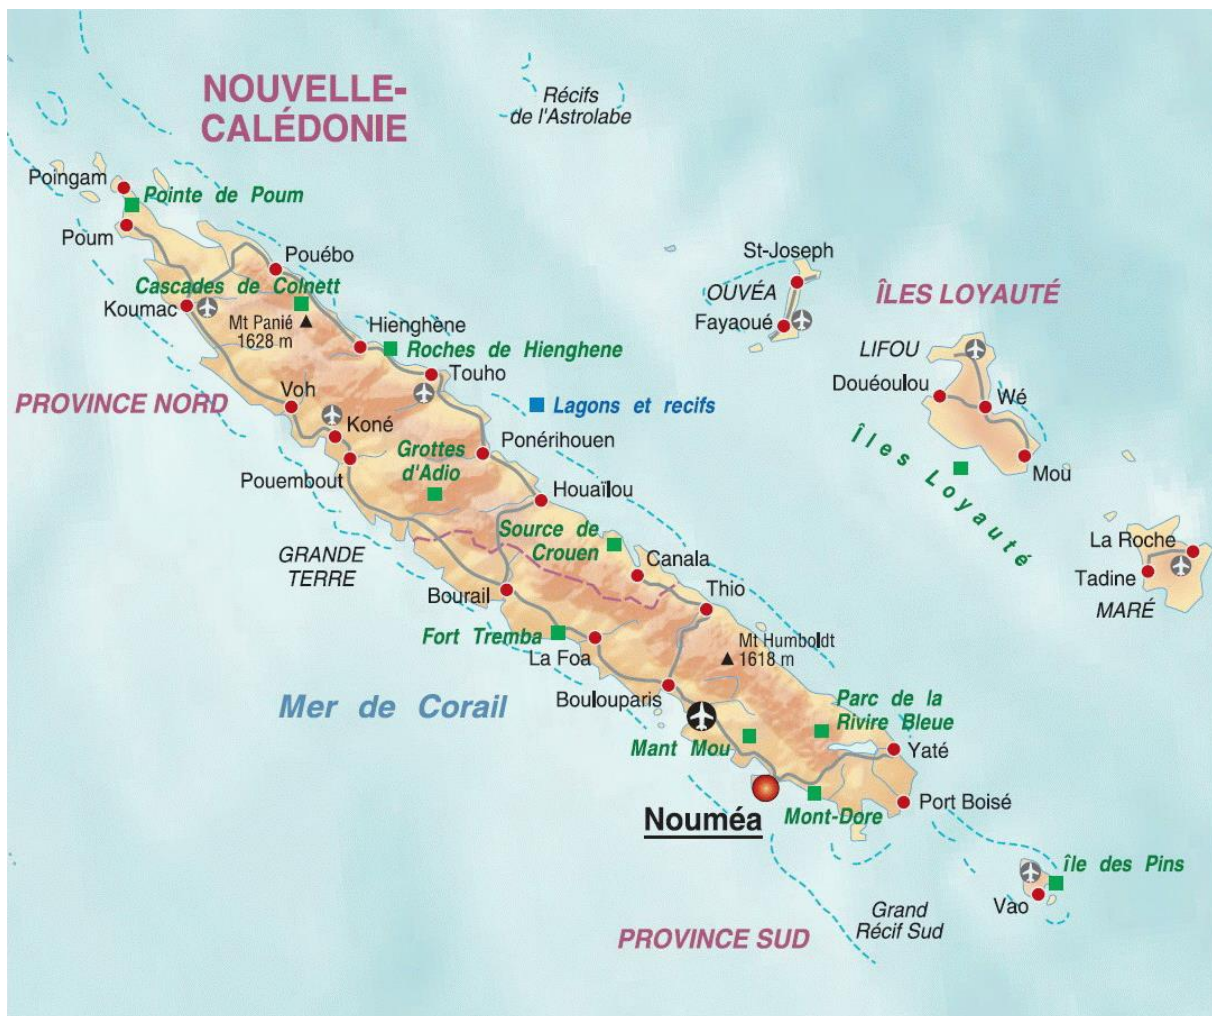 NOUVELLE-
CALÉDONIE
Récifs
de l'Astrolabe
Poingam
Pointe de Poum
Poum
Pouébo
Cascades de Colnett
Koumac
Mt Panié
1628 m
Hienghène
Roches de Hienghene
Touho
St-Joseph
OUVÉA
Fayaoué
ÎLES LOYAUTÉ
LIFOU
Douéoulou
Wé
Mou
Îles Loyauté
PROVINCE NORD
Voh
Koné
Lagons et recifs
Ponérihouen
Grottes
d'Adio
Pouembout
Houaïlou
Source de
Crouen
GRANDE
TERRE
Canala
La Roche
Tadine
MARÉ
Bourail
Thio
Fort Tremba
La Foa
Mt Humboldt
1618 m
Mer de Corail
Boulouparis
Parc de la
Rivire Bleue
Mant Mou
Yaté
Nouméa
Mont-Dore
Port Boisé
île des Pins
Vao
Grand
Récif Sud
PROVINCE SUD